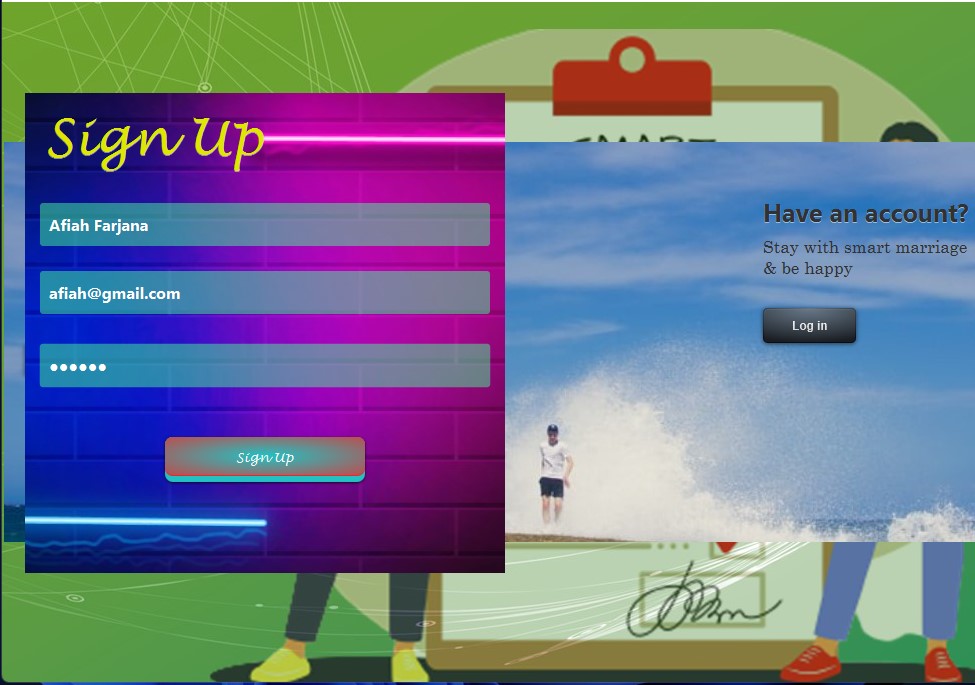 SMART
Sign Up
Afiah Farjana
afiah@gmail.com
••••••
Sign Up
Have an account?
Stay with smart marriage
& be happy
Log in